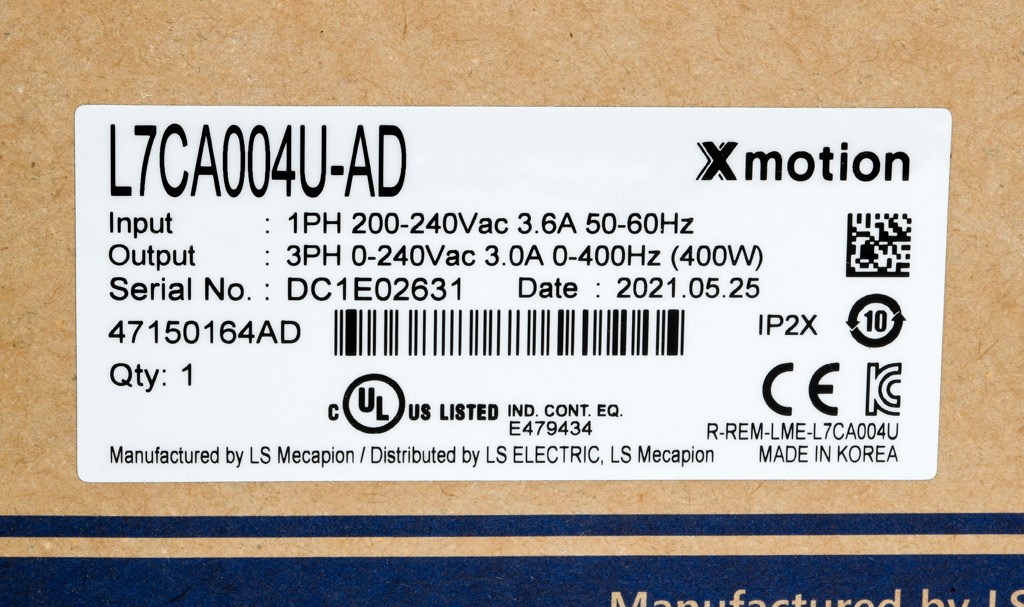 L7CA004U-AD
Xmotion
Input : 1PH 200-240Vac 3.6A 50-60Hz
Output : 3PH 0-240Vac 3.0A 0-400Hz (400W)
Serial No. : DC1E02631 Date : 2021.05.25
47150164AD
IP2X
10
Qty: 1
C UL US LISTED IND. CONT. EQ.
E479434
CE
KC
R-REM-LME-L7CA004U
Manufactured by LS Mecapion / Distributed by LS ELECTRIC, LS Mecapion
MADE IN KOREA
Manufactured by LS